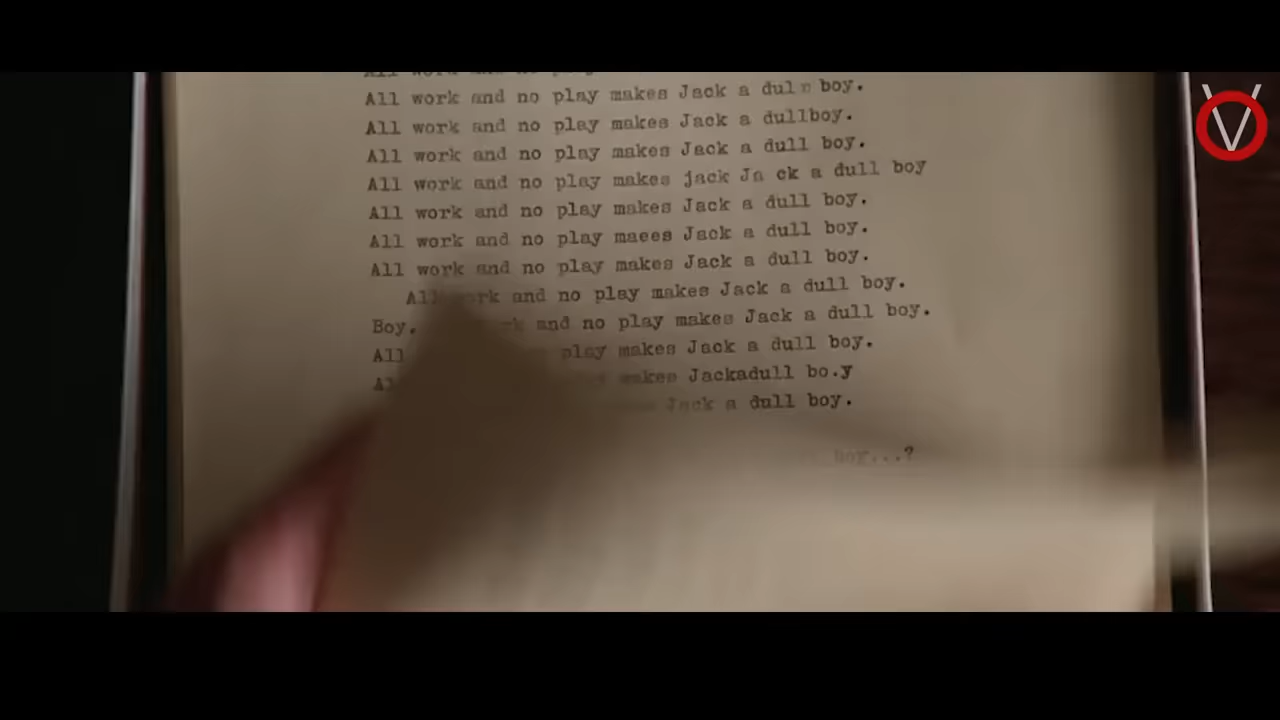 All work and no play makes Jack a dul n boy.
All work and no play makes Jack a dullboy.
All work and no play makes Jack a dull boy.
All work and no play makes jack Ja ck a dull boy
All work and no play makes Jack a dull boy.
All work and no play maees Jack a dull boy.
All work and no play makes Jack a dull boy.
All work and no play makes Jack a dull boy.
Boy. and no play makes Jack a dull boy.
All play makes Jack a dull boy.
makes Jackadull bo.y
Jack a dull boy.
boy...?
V